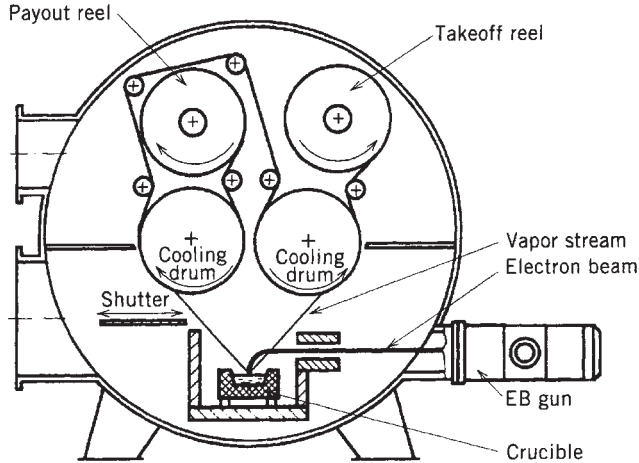 Payout reel
Takeoff reel
Cooling
drum
Cooling
drum
Vapor stream
Electron beam
Shutter
EB gun
Crucible